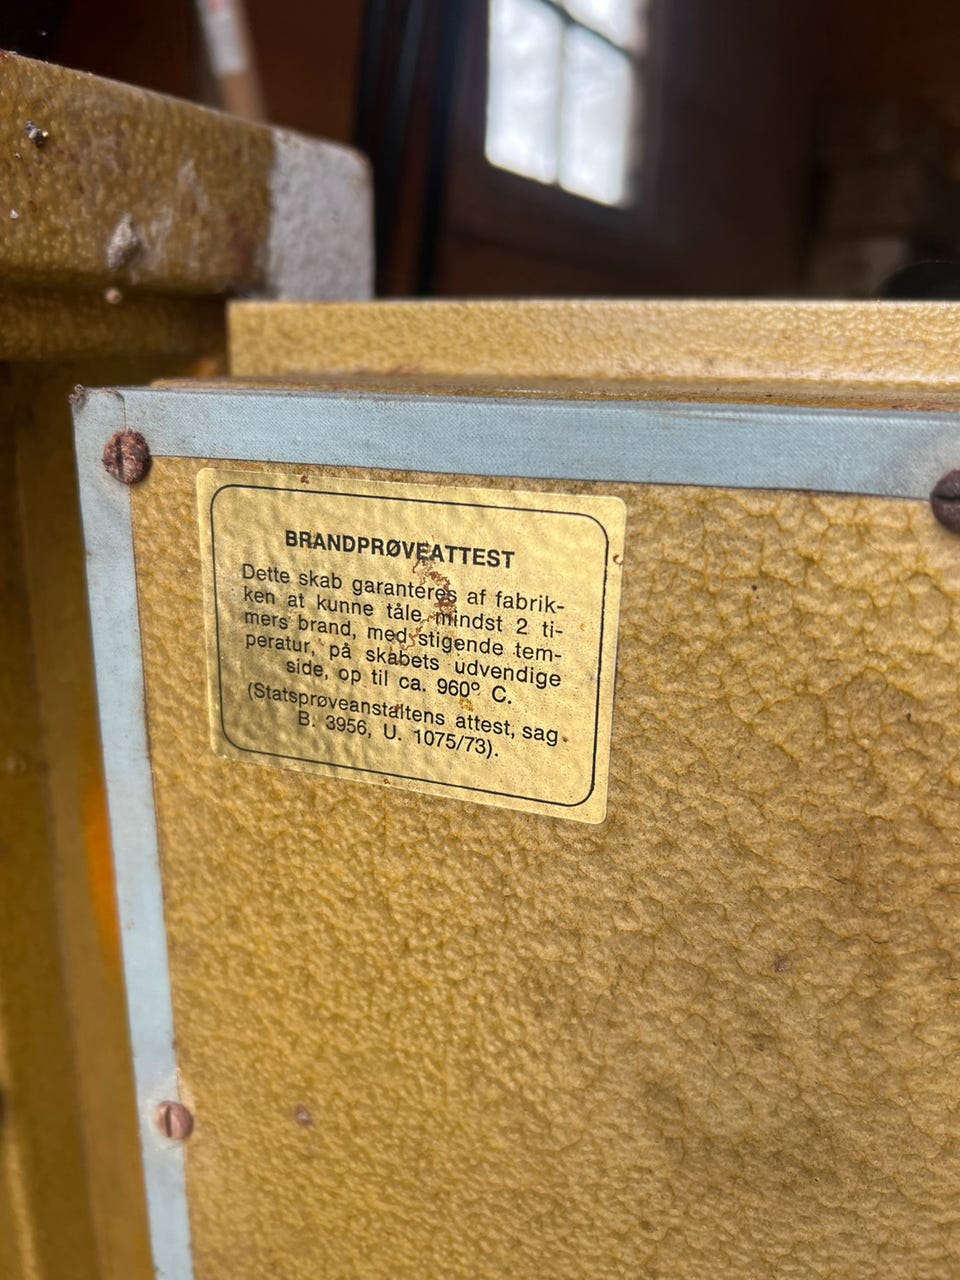 BRANDPRØVEATTEST
Dette skab garanteres af fabrik-
ken at kunne tåle mindst 2 ti-
mers brand, med stigende tem-
peratur, på skabets udvendige
side, op til ca. 960° C.
(Statsprøveanstaltens attest, sag
B. 3956, U. 1075/73).